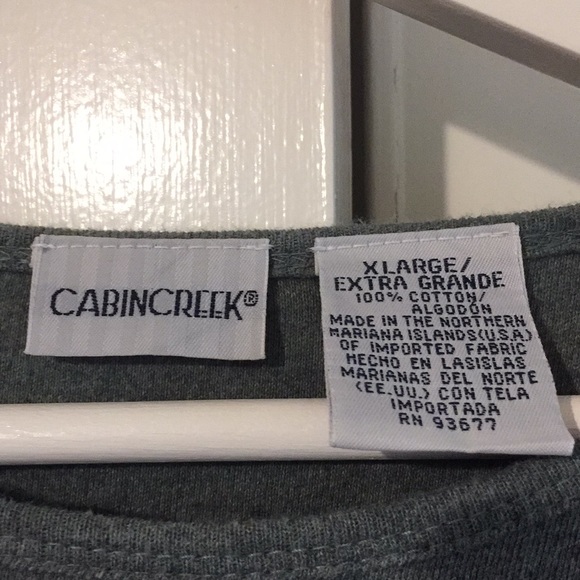 CABINCREEK®
XLARGE/
EXTRA GRANDE
100% COTTON/
ALGODÓN
MADE IN THE NORTHERN
MARIANA ISLANDS(U.S.A.)
OF IMPORTED FABRIC
HECHO EN LASISLAS
MARIANAS DEL NORTE
(EE.UU.) CON TELA
IMPORTADA
RN 93677